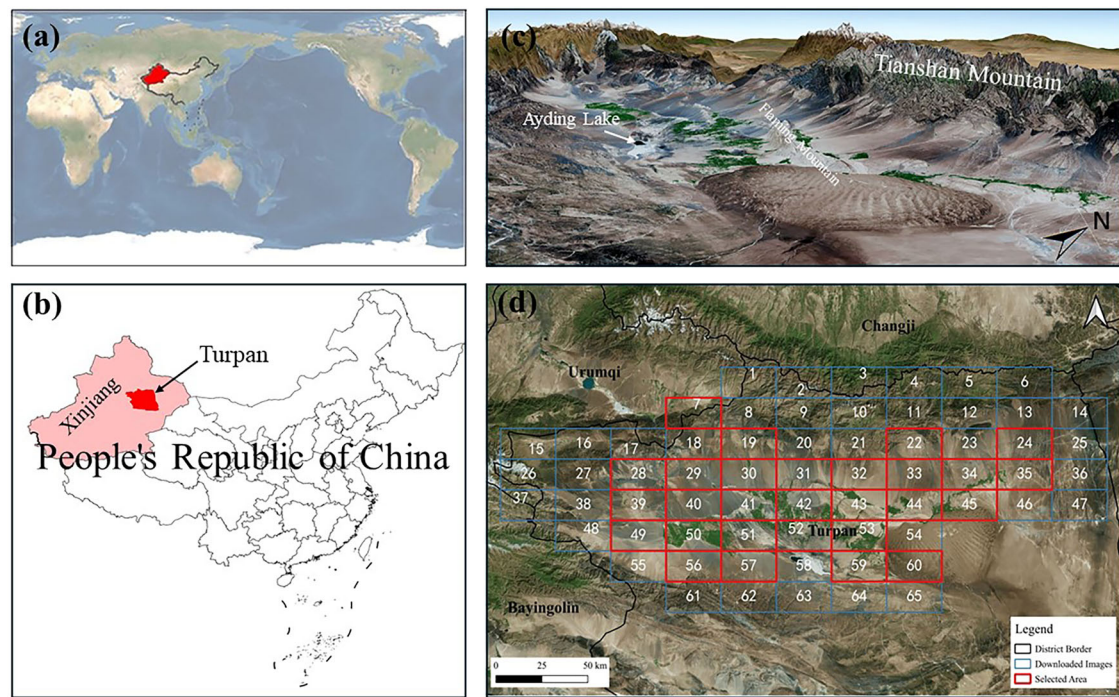 (a)
(b)
Turpan
Xinjiang
People's Republic of China
(c)
Tianshan Mountain
Ayding Lake
Flaming Mountain
N
(d)
Changji
Urumqi
1 2 3 4 5 6
7 8 9 10 11 12 13 14
15 16 17 18 19 20 21 22 23 24 25
26 27 28 29 30 31 32 33 34 35 36
37 38 39 40 41 42 43 44 45 46 47
48 49 50 51 52 Turpan 53 54
55 56 57 58 59 60
61 62 63 64 65
Bayingolin
0 25 50 km
Legend
District Border
Downloaded Images
Selected Area